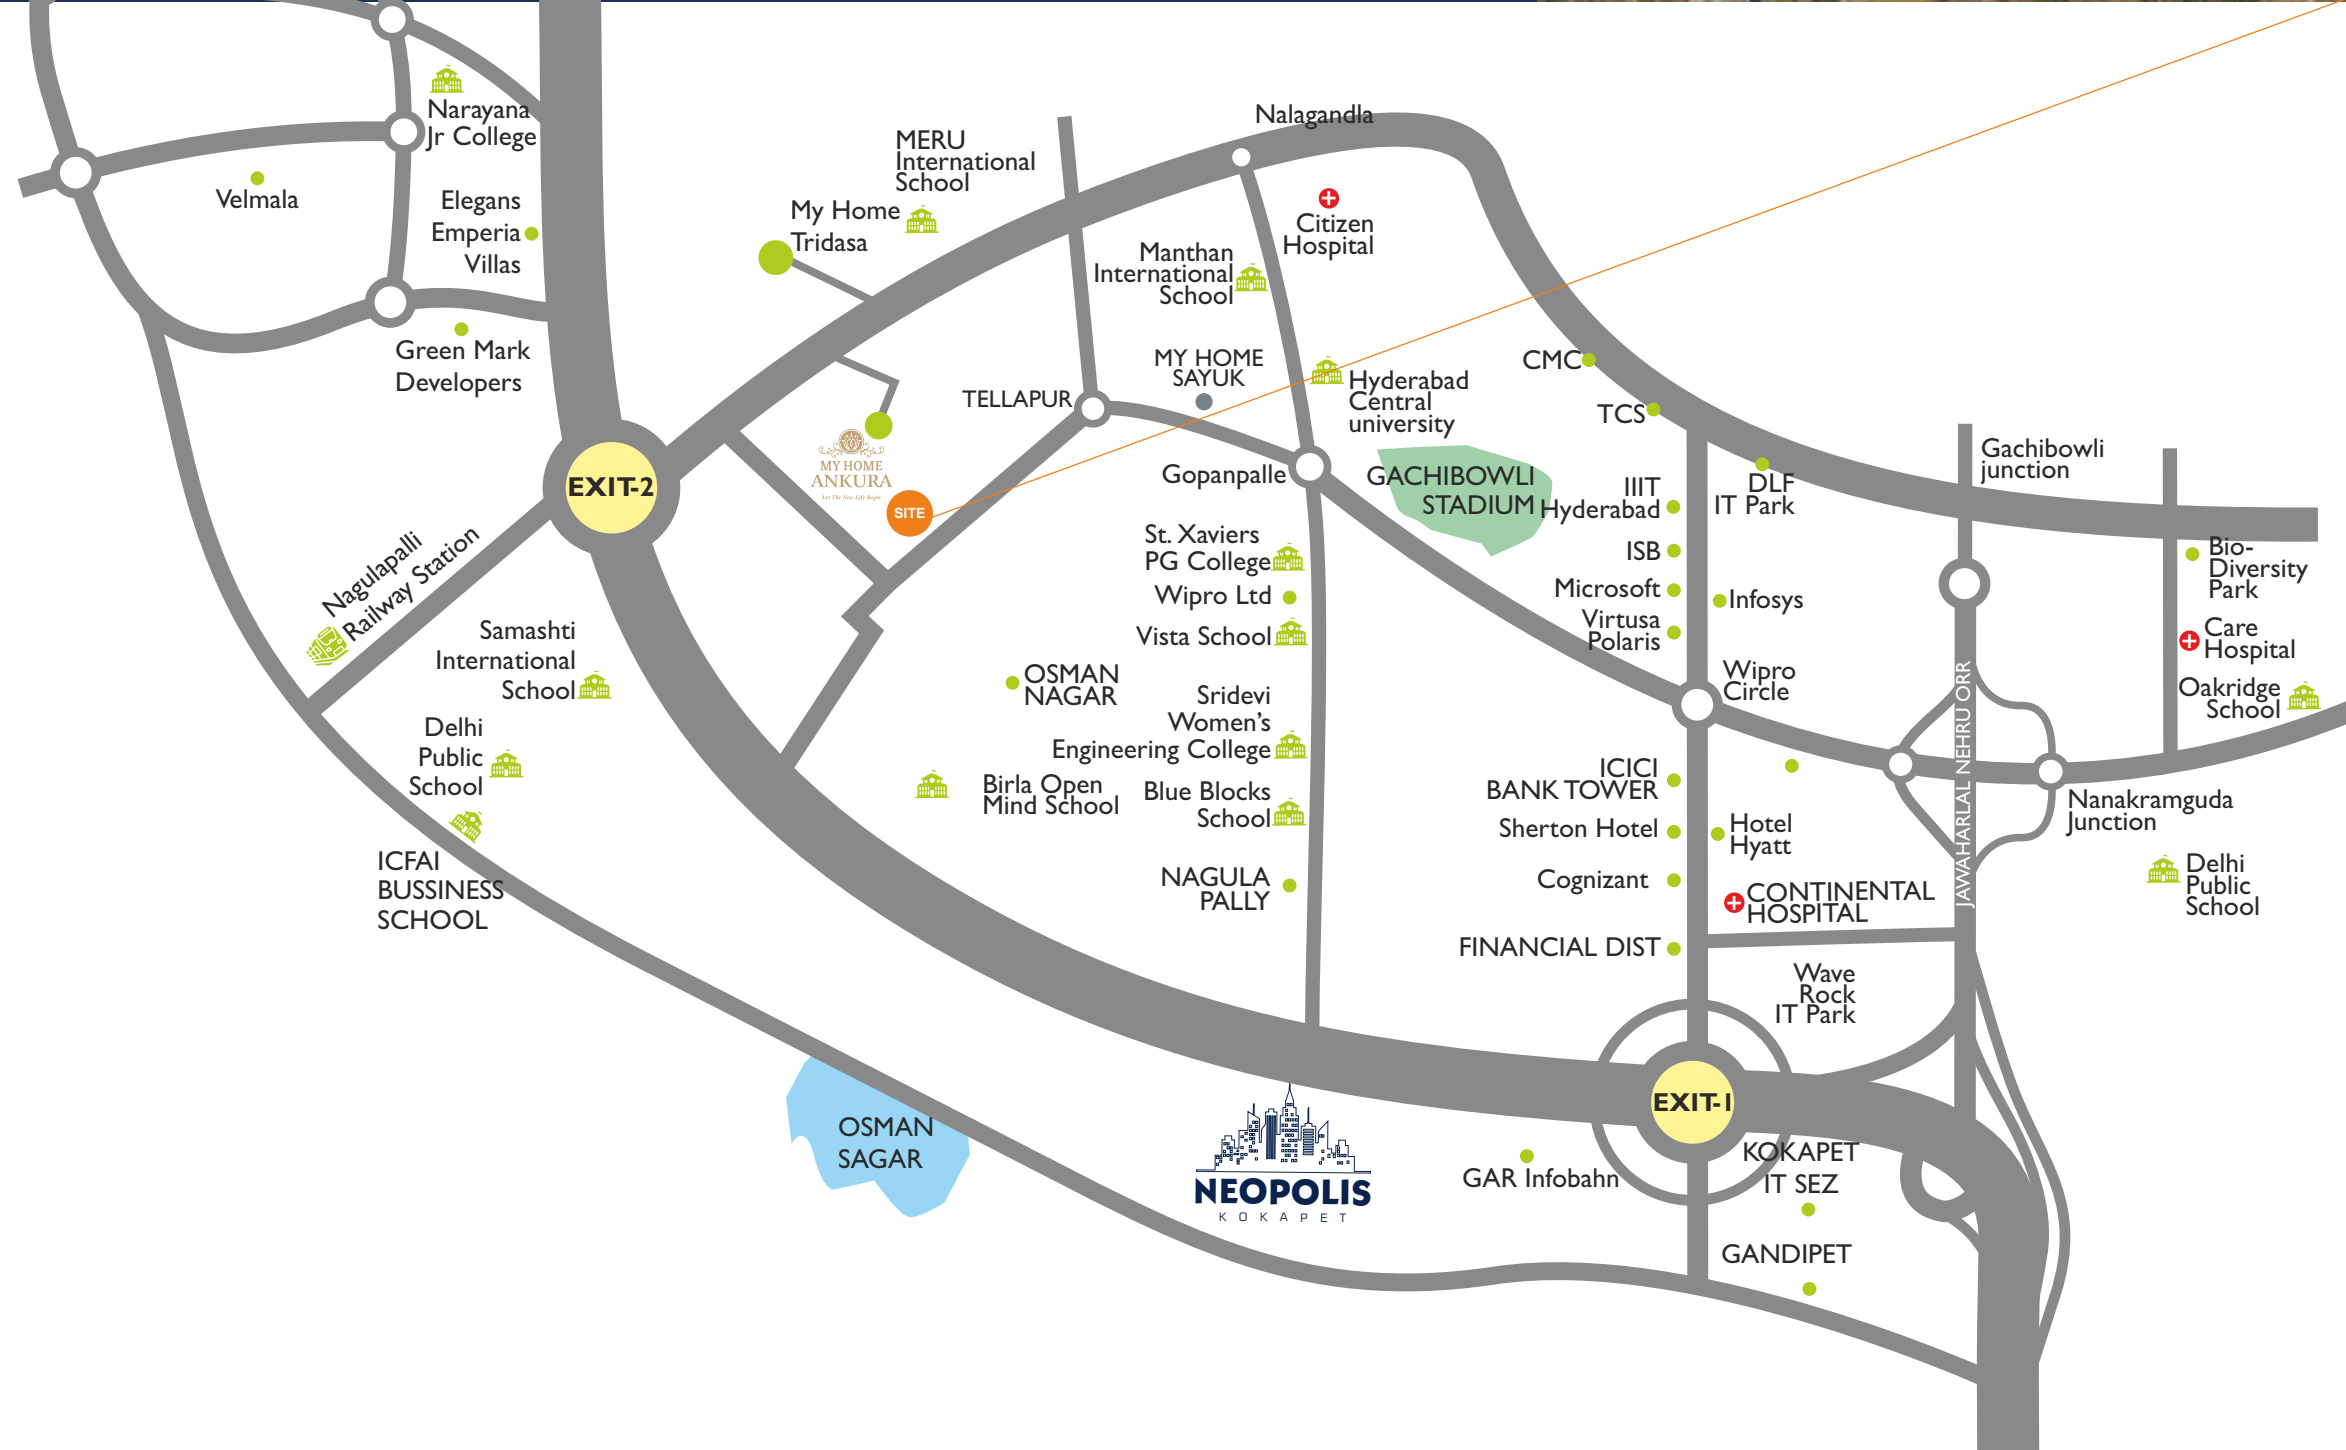 Nalagandla
Narayana
Jr College
MERU
International
School
Velmala
Elegans
Emperia
Villas
My Home
Tridasa
Citizen
Hospital
Manthan
International
School
Green Mark
Developers
MY HOME
SAYUK
TELLAPUR
Hyderabad
Central
university
CMC
TCS
MY HOME
ANKURA
Let The New Life Begin
SITE
EXIT-2
Gopanpalle
GACHIBOWLI
STADIUM
IIIT
Hyderabad
DLF
IT Park
Gachibowli
junction
Nagulapalli
Railway Station
St. Xaviers
PG College
ISB
Bio-
Diversity
Park
Wipro Ltd
Microsoft
Infosys
Samashti
International
School
Vista School
Virtusa
Polaris
Care
Hospital
OSMAN
NAGAR
Wipro
Circle
Oakridge
School
Sridevi
Women's
Engineering College
JAWAHARLAL NEHRU ORR
Delhi
Public
School
Birla Open
Mind School
Blue Blocks
School
ICICI
BANK TOWER
Sherton Hotel
Hotel
Hyatt
Nanakramguda
Junction
ICFAI
BUSSINESS
SCHOOL
NAGULA
PALLY
Cognizant
CONTINENTAL
HOSPITAL
Delhi
Public
School
FINANCIAL DIST
Wave
Rock
IT Park
OSMAN
SAGAR
EXIT-1
NEOPOLIS
KOKAPET
GAR Infobahn
KOKAPET
IT SEZ
GANDIPET